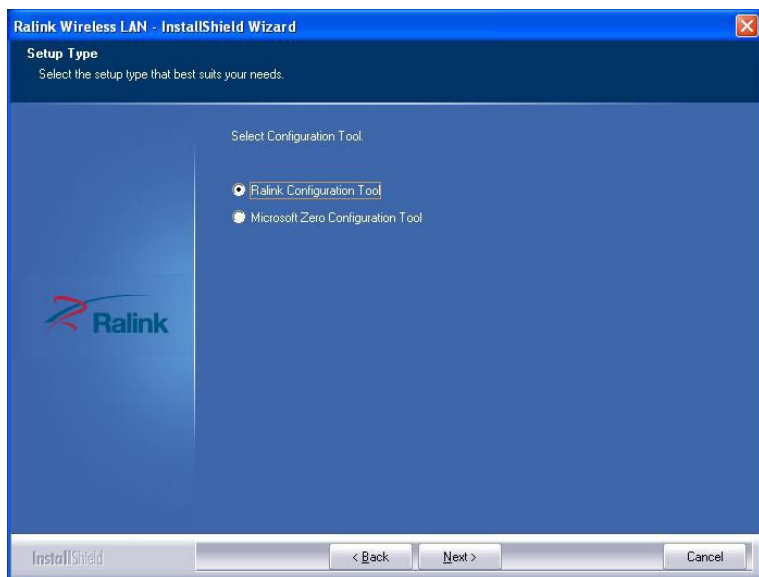 Ralink Wireless LAN - InstallShield Wizard
Setup Type
Select the setup type that best suits your needs.
Select Configuration Tool.
Ralink Configuration Tool
Microsoft Zero Configuration Tool
Ralink
InstallShield
< Back
Next >
Cancel